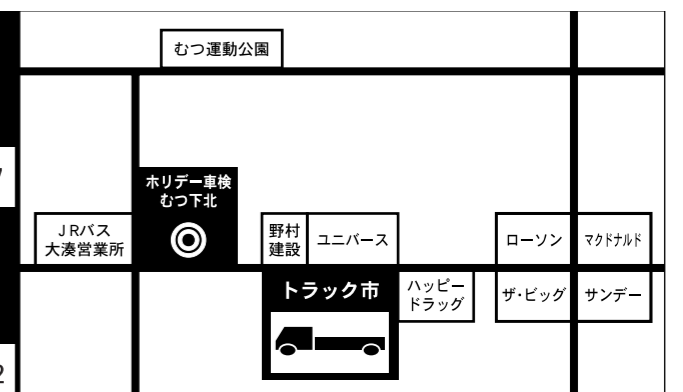 むつ運動公園
ホリデー車検
むつ下北
JRバス
大湊営業所
野村
建設
ユニバース
ローソン
マクドナルド
トラック市
ハッピー
ドラッグ
ザ・ビッグ
サンデー
2